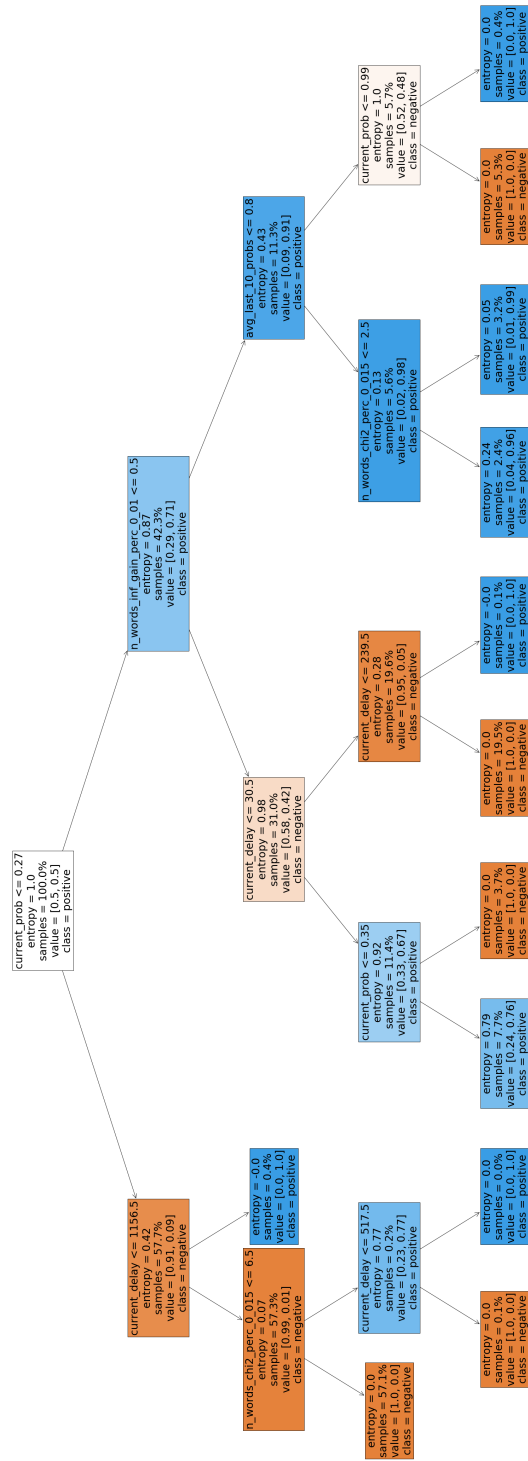 current_prob <= 0.27
entropy = 1.0
samples = 100.0%
value = [0.5, 0.5]
class = positive
current_delay <= 1156.5
entropy = 0.42
samples = 57.7%
value = [0.91, 0.09]
class = negative
n_words_inf_gain_perc_0_01 <= 0.5
entropy = 0.87
samples = 42.3%
value = [0.29, 0.71]
class = positive
n_words_chi2_perc_0_015 <= 6.5
entropy = 0.07
samples = 57.3%
value = [0.99, 0.01]
class = negative
entropy = -0.0
samples = 0.4%
value = [0.0, 1.0]
class = positive
current_delay <= 30.5
entropy = 0.98
samples = 31.0%
value = [0.58, 0.42]
class = negative
avg_last_10_probs <= 0.8
entropy = 0.43
samples = 11.3%
value = [0.09, 0.91]
class = positive
entropy = 0.0
samples = 57.1%
value = [1.0, 0.0]
class = negative
current_delay <= 517.5
entropy = 0.77
samples = 0.2%
value = [0.23, 0.77]
class = positive
current_prob <= 0.35
entropy = 0.92
samples = 11.4%
value = [0.33, 0.67]
class = positive
current_delay <= 239.5
entropy = 0.28
samples = 19.6%
value = [0.95, 0.05]
class = negative
n_words_chi2_perc_0_015 <= 2.5
entropy = 0.13
samples = 5.6%
value = [0.02, 0.98]
class = positive
current_prob <= 0.99
entropy = 1.0
samples = 5.7%
value = [0.52, 0.48]
class = negative
entropy = 0.0
samples = 0.1%
value = [1.0, 0.0]
class = negative
entropy = 0.0
samples = 0.0%
value = [0.0, 1.0]
class = positive
entropy = 0.79
samples = 7.7%
value = [0.24, 0.76]
class = positive
entropy = 0.0
samples = 3.7%
value = [1.0, 0.0]
class = negative
entropy = 0.0
samples = 19.5%
value = [1.0, 0.0]
class = negative
entropy = -0.0
samples = 0.1%
value = [0.0, 1.0]
class = positive
entropy = 0.24
samples = 2.4%
value = [0.04, 0.96]
class = positive
entropy = 0.05
samples = 3.2%
value = [0.01, 0.99]
class = positive
entropy = 0.0
samples = 5.3%
value = [1.0, 0.0]
class = negative
entropy = 0.0
samples = 0.4%
value = [0.0, 1.0]
class = positive